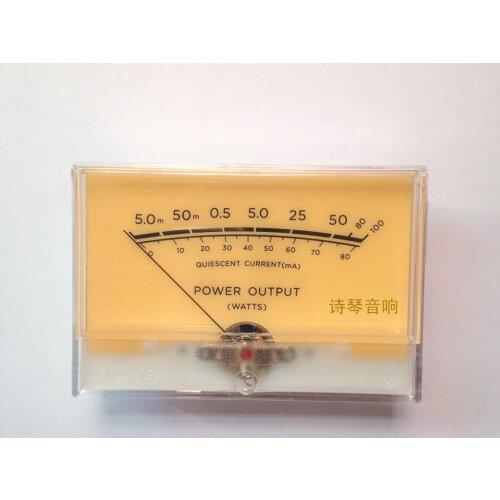 5.0m 50m 0.5 5.0 25 50 80 100
0 10 20 30 40 50 60 70 80
QUIESCENT CURRENT(mA)
POWER OUTPUT
(WATTS)
诗琴音响